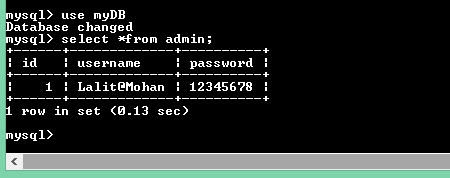 mysql> use myDB
Database changed
mysql> select *from admin;
+------+-------------+----------+
| id   | username    | password |
+------+-------------+----------+
|    1 | Lalit@Mohan | 12345678 |
+------+-------------+----------+
1 row in set (0.13 sec)
mysql>